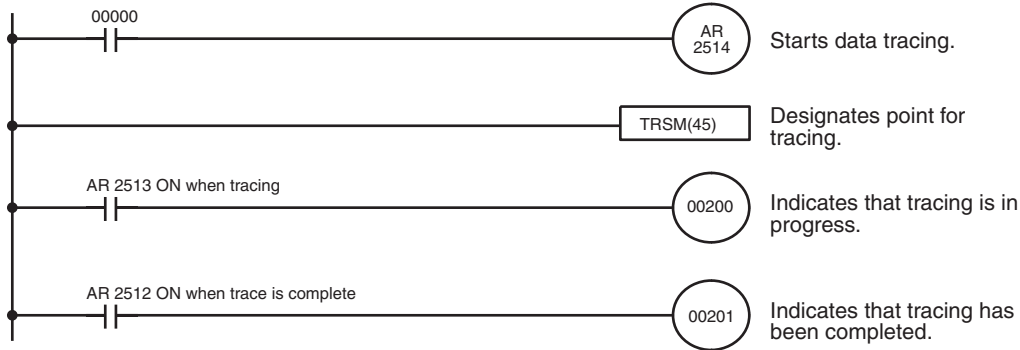 00000
AR
2514
Starts data tracing.
TRSM(45)
Designates point for
tracing.
AR 2513 ON when tracing
00200
Indicates that tracing is in
progress.
AR 2512 ON when trace is complete
00201
Indicates that tracing has
been completed.